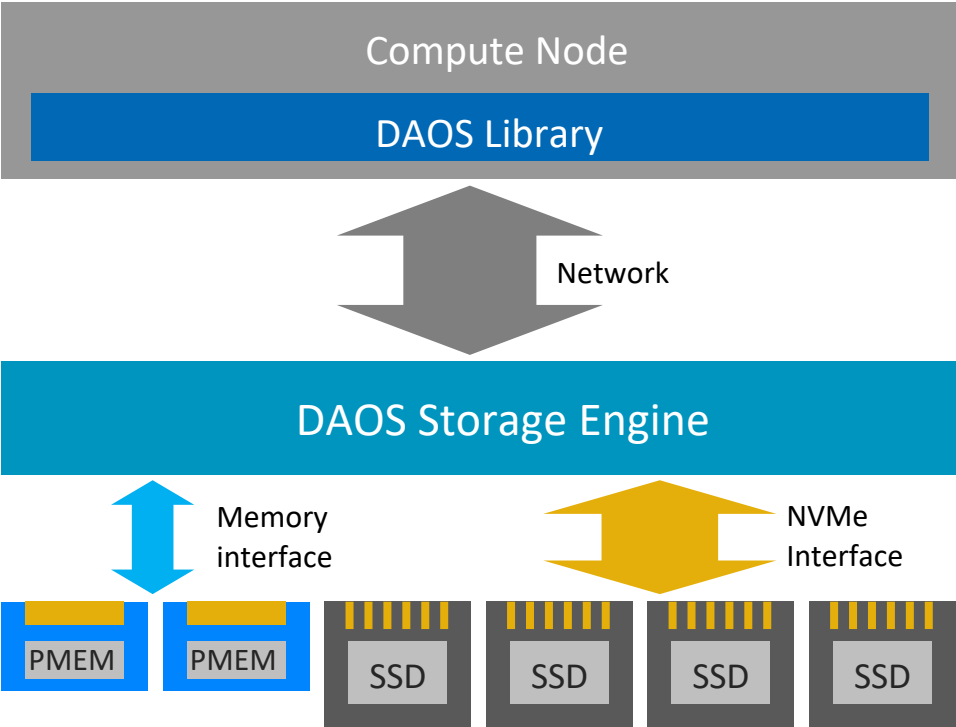 Compute Node
DAOS Library
Network
DAOS Storage Engine
Memory
interface
NVMe
Interface
PMEM
PMEM
SSD
SSD
SSD
SSD